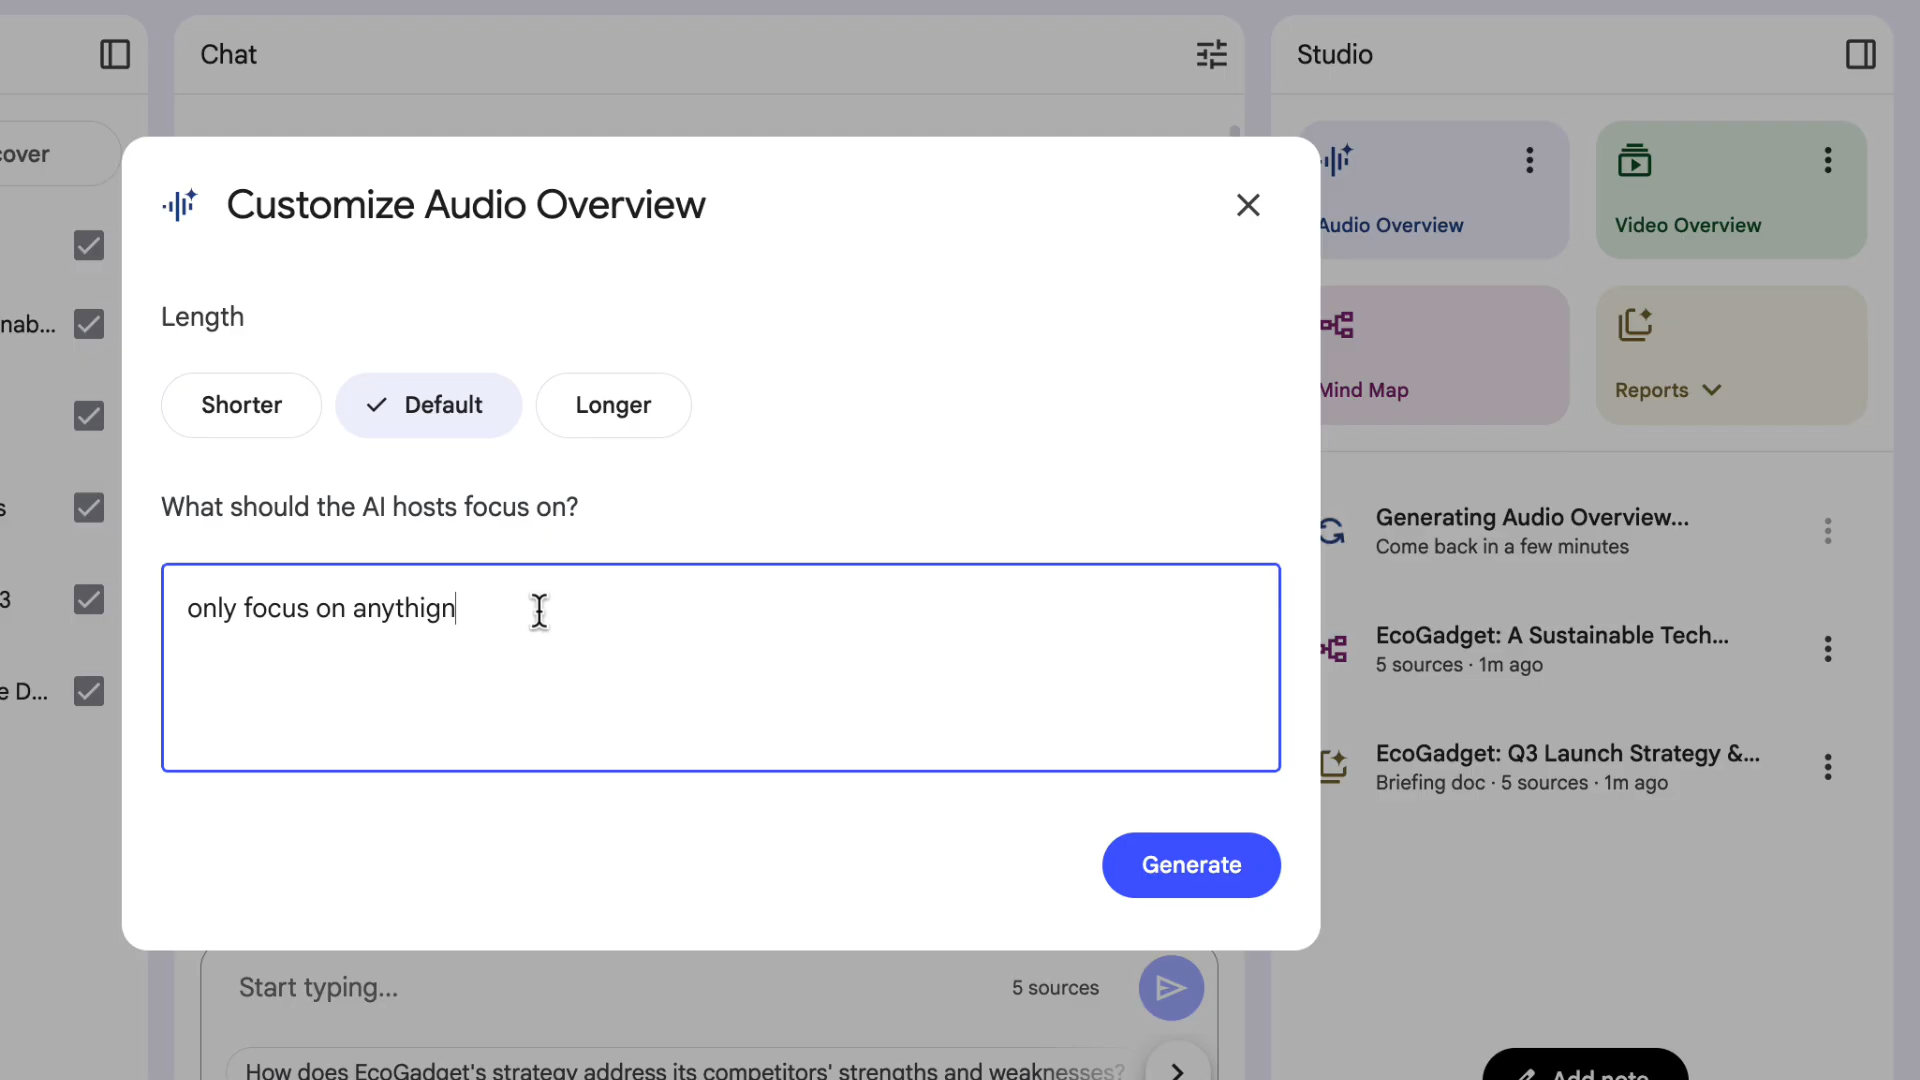 Chat
Studio
cover
Customize Audio Overview
Audio Overview
Video Overview
Length
nab...
Shorter
Default
Longer
Mind Map
Reports
What should the AI hosts focus on?
s
Generating Audio Overview...
Come back in a few minutes
only focus on anythign
3
EcoGadget: A Sustainable Tech...
5 sources · 1m ago
e D...
EcoGadget: Q3 Launch Strategy &...
Briefing doc · 5 sources · 1m ago
Generate
Start typing...
5 sources
How does EcoGadget's strategy address its competitors' strengths and weaknesses?
Add note